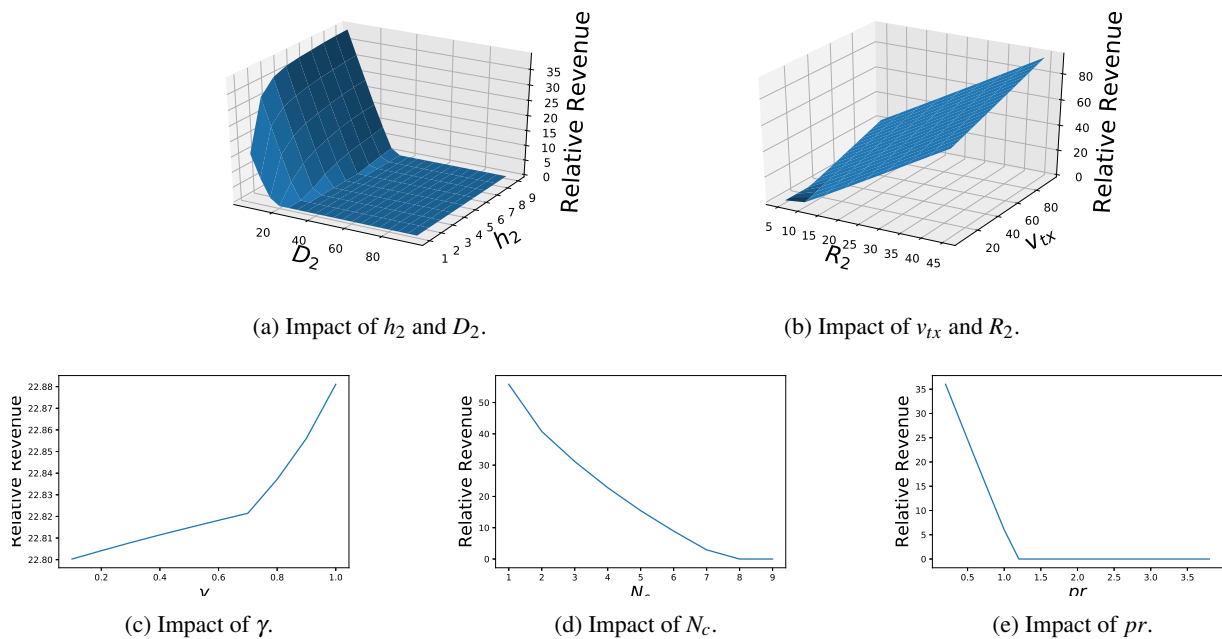 35
30
25
20
15
10
5
0
Relative Revenue
20
40
60
80
D2
1 2 3 4 5 6 7 8 9
h2
80
60
40
20
0
Relative Revenue
5 10 15 20 25 30 35 40 45
R2
20
40
60
80
vtx
(a) Impact of h2 and D2.
(b) Impact of vtx and R2.
22.88
22.87
22.86
22.85
22.84
22.83
22.82
22.81
22.80
Relative Revenue
0.2 0.4 0.6 0.8 1.0
γ
50
40
30
20
10
0
Relative Revenue
1 2 3 4 5 6 7 8 9
Nc
35
30
25
20
15
10
5
0
Relative Revenue
0.5 1.0 1.5 2.0 2.5 3.0 3.5
pr
(c) Impact of γ.
(d) Impact of Nc.
(e) Impact of pr.